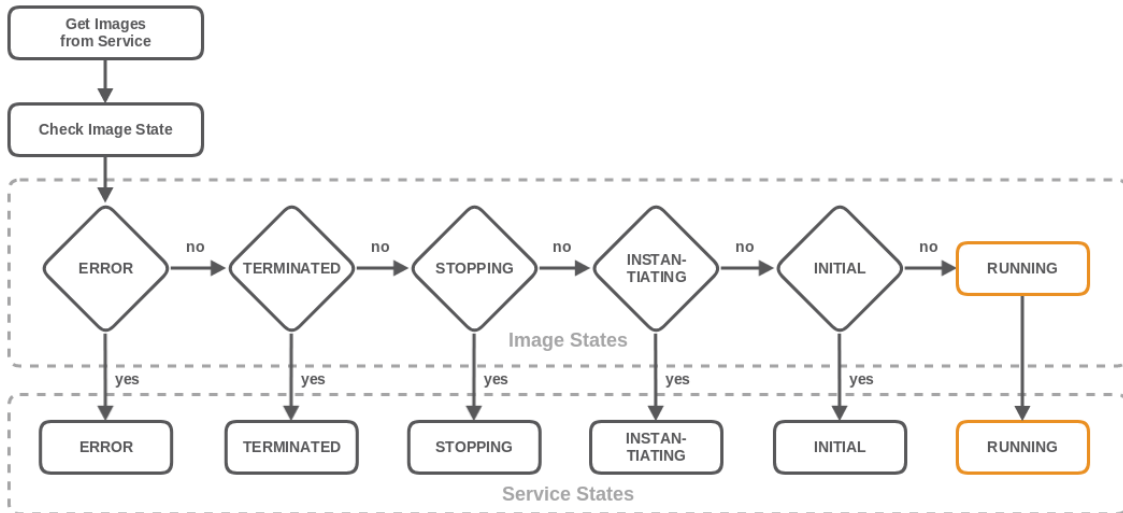 Get Images
from Service
Check Image State
ERROR
no
TERMINATED
no
STOPPING
no
INSTAN-
TIATING
no
INITIAL
no
RUNNING
Image States
yes
yes
yes
yes
yes
ERROR
TERMINATED
STOPPING
INSTAN-
TIATING
INITIAL
RUNNING
Service States